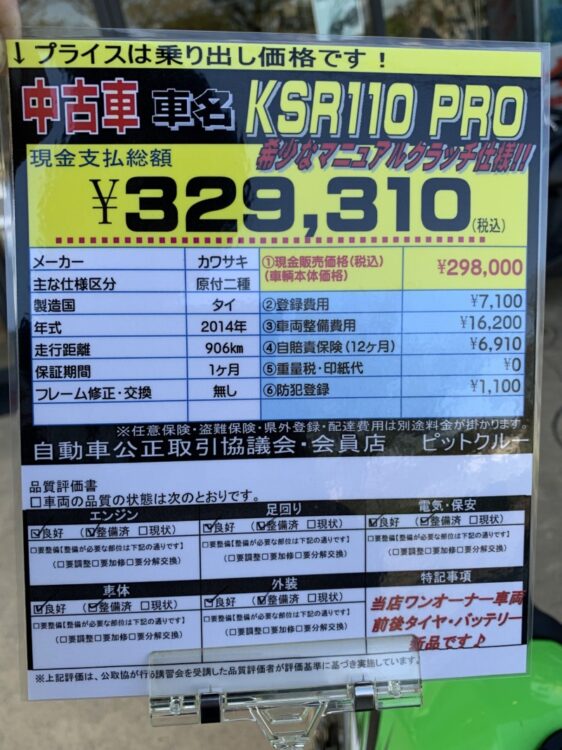 ↓プライスは乗り出し価格です！
中古車 車名 KSR110 PRO
希少なマニュアルクラッチ仕様!!
現金支払総額
¥329,310(税込)
メーカー カワサキ ①現金販売価格(税込)(車輌本体価格) ¥298,000
主な仕様区分 原付二種
製造国 タイ ②登録費用 ¥7,100
年式 2014年 ③車両整備費用 ¥16,200
走行距離 906km ④自賠責保険(12ヶ月) ¥6,910
保証期間 1ヶ月 ⑤重量税・印紙代 ¥0
フレーム修正・交換 無し ⑥防犯登録 ¥1,100
※任意保険・盗難保険・県外登録・配達費用は別途料金が掛かります。
自動車公正取引協議会・会員店 ピットクルー
品質評価書
□車両の品質の状態は次のとおりです。
エンジン 足回り 電気・保安
☑良好 (☑整備済 □現状) ☑良好 (☑整備済 □現状) ☑良好 (☑整備済 □現状)
□要整備【整備が必要な部位は下記の通りです】 □要整備【整備が必要な部位は下記の通りです】 □要整備【整備が必要な部位は下記の通りです】
(□要調整□要加修□要分解交換) (□要調整□要加修□要分解交換) (□要調整□要加修□要分解交換)
車体 外装 特記事項
☑良好 (☑整備済 □現状) ☑良好 (☑整備済 □現状) 当店ワンオーナー車両
□要整備【整備が必要な部位は下記の通りです】 □要整備【整備が必要な部位は下記の通りです】 前後タイヤ・バッテリー
(□要調整□要加修□要分解交換) (□要調整□要加修□要分解交換) 新品です♪
※上記評価は、公取協が行う講習会を受講した品質評価者が評価基準に基づき実施しています。